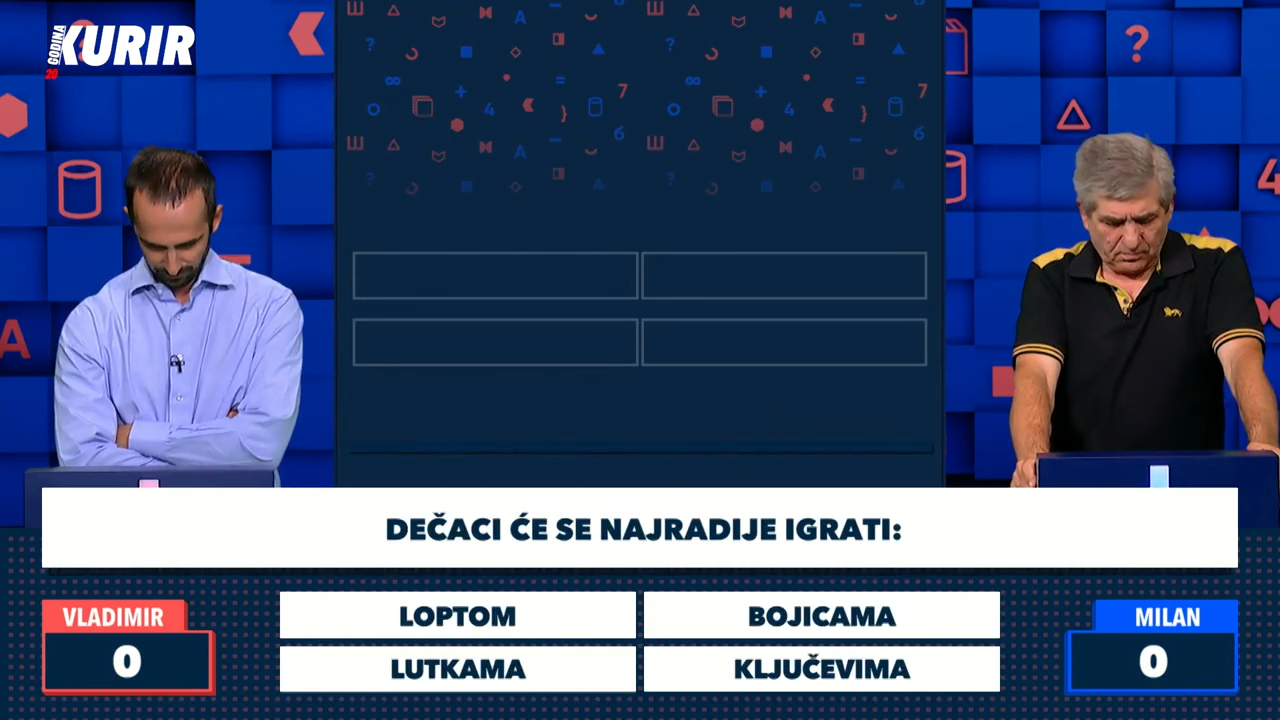 20 GODINA
KURIR
DEČACI ĆE SE NAJRADIJE IGRATI:
VLADIMIR
0
LOPTOM
BOJICAMA
LUTKAMA
KLJUČEVIMA
MILAN
0